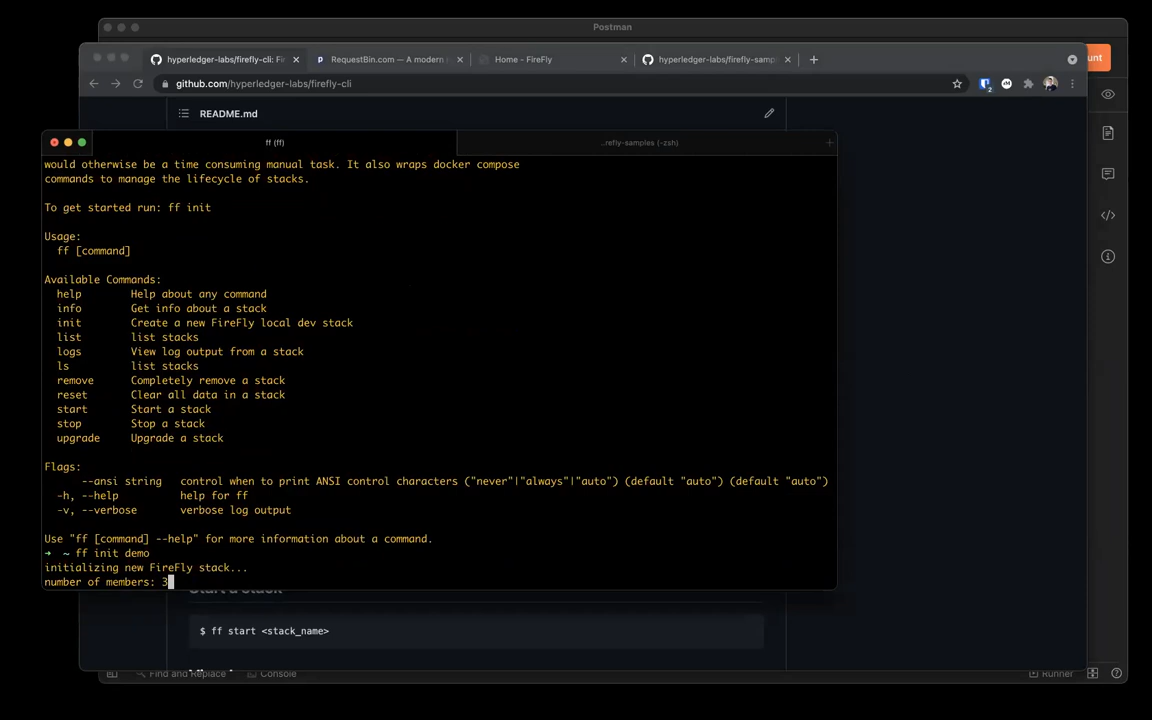 Postman
hyperledger-labs/firefly-cli: Fi
RequestBin.com — A modern
Home - FireFly
hyperledger-labs/firefly-samp
unt
github.com/hyperledger-labs/firefly-cli
README.md
ff (ff)
..refly-samples (-zsh)
would otherwise be a time consuming manual task. It also wraps docker compose
commands to manage the lifecycle of stacks.
To get started run: ff init
Usage:
ff [command]
Available Commands:
help Help about any command
info Get info about a stack
init Create a new FireFly local dev stack
list list stacks
logs View log output from a stack
ls list stacks
remove Completely remove a stack
reset Clear all data in a stack
start Start a stack
stop Stop a stack
upgrade Upgrade a stack
Flags:
--ansi string control when to print ANSI control characters ("never"|"always"|"auto") (default "auto") (default "auto")
-h, --help help for ff
-v, --verbose verbose log output
Use "ff [command] --help" for more information about a command.
➜ ~ ff init demo
initializing new FireFly stack...
number of members: 3
Start a stack
$ ff start <stack_name>
Find and Replace
Console
Runner